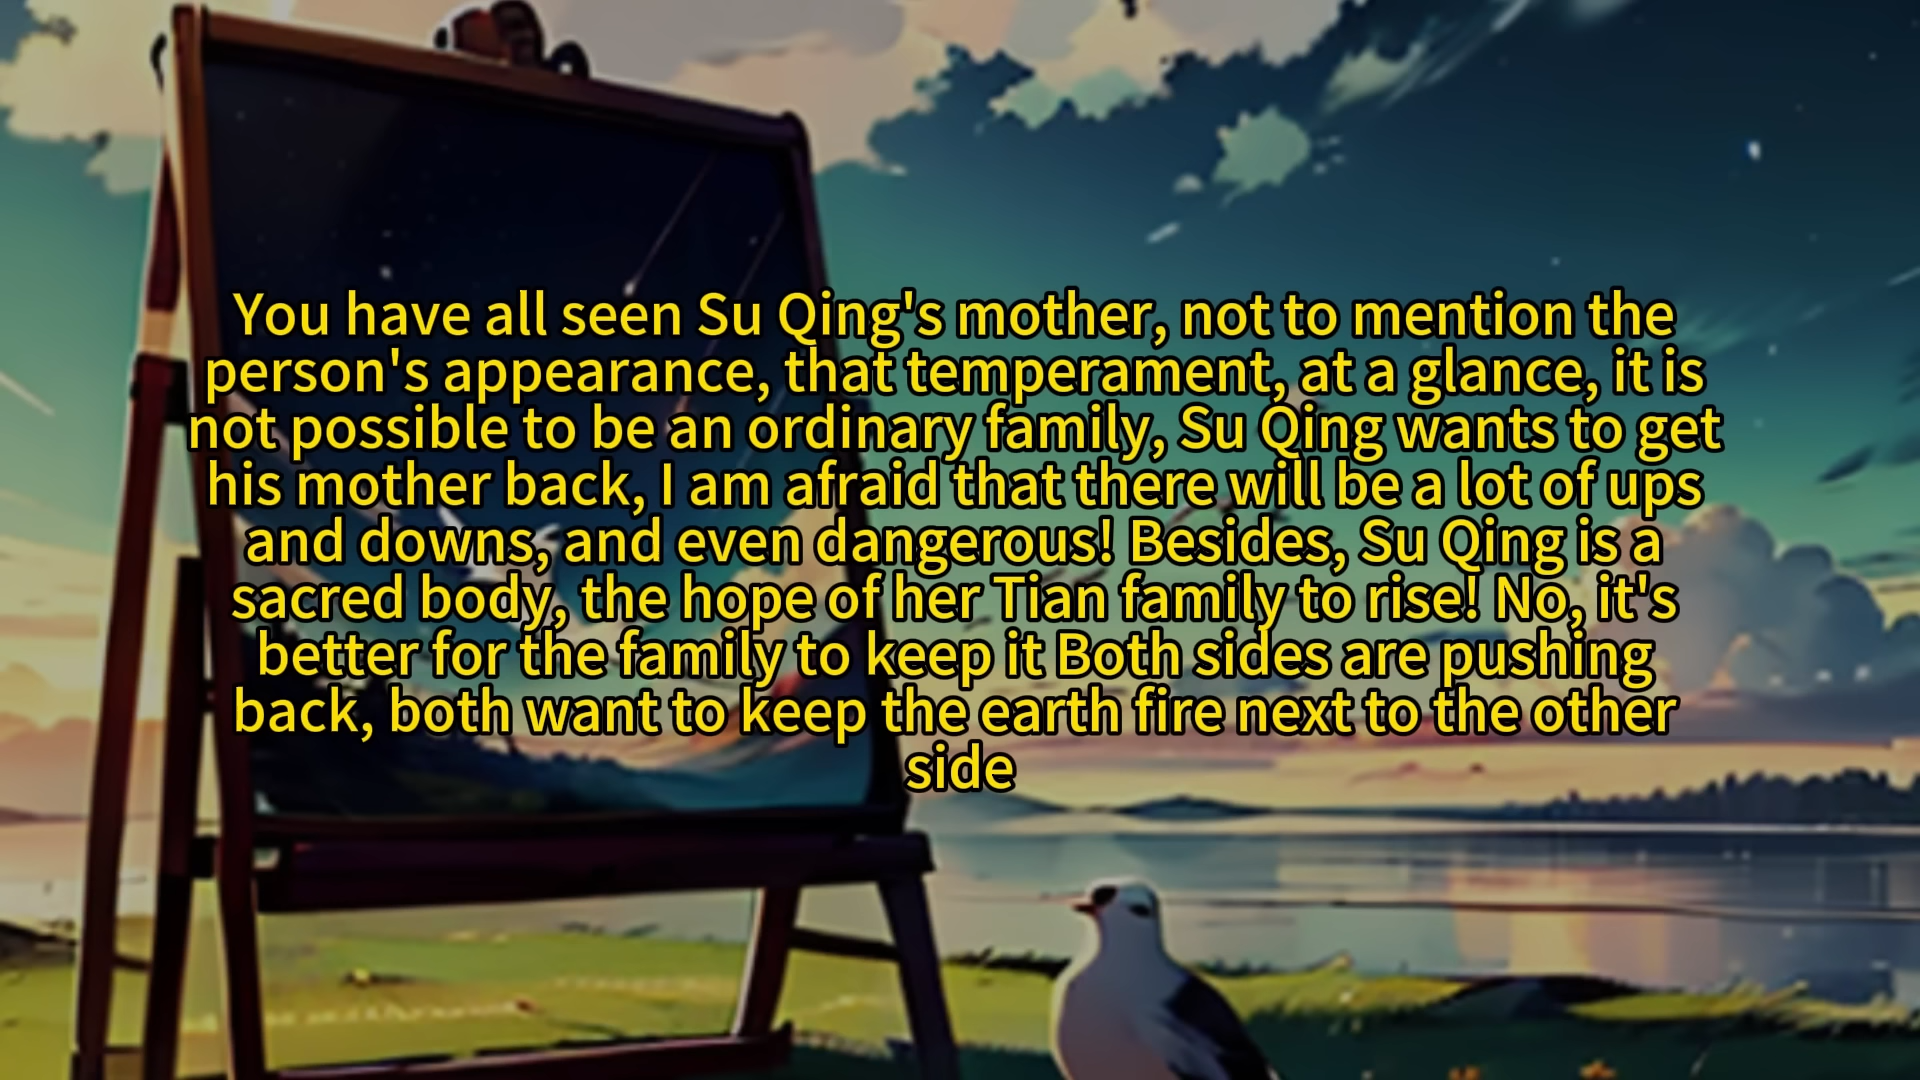 You have all seen Su Qing's mother, not to mention the
person's appearance, that temperament, at a glance, it is
not possible to be an ordinary family, Su Qing wants to get
his mother back, I am afraid that there will be a lot of ups
and downs, and even dangerous! Besides, Su Qing is a
sacred body, the hope of her Tian family to rise! No, it's
better for the family to keep it Both sides are pushing
back, both want to keep the earth fire next to the other
side